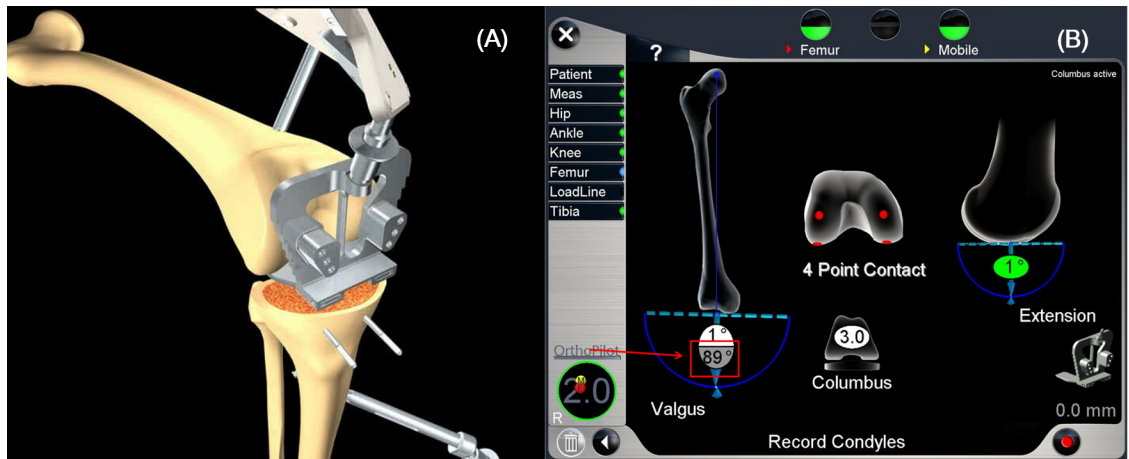 (A)
(B)
?
Femur
Mobile
Columbus active
Patient
Meas
Hip
Ankle
Knee
Femur
LoadLine
Tibia
4 Point Contact
1°
Extension
1°
89°
3.0
OrthoPilot
Columbus
M
F
2.0
R
Valgus
0.0 mm
Record Condyles